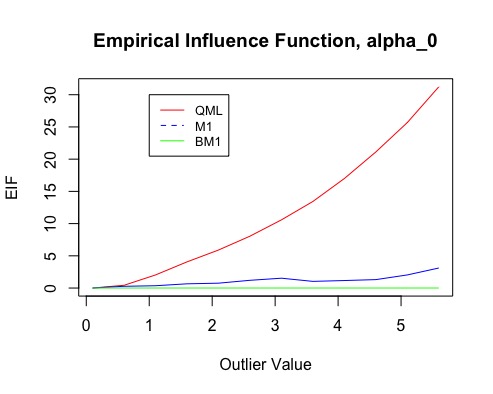 Empirical Influence Function, alpha_0
EIF
30
25
20
15
10
5
0
QML
M1
BM1
0 1 2 3 4 5
Outlier Value